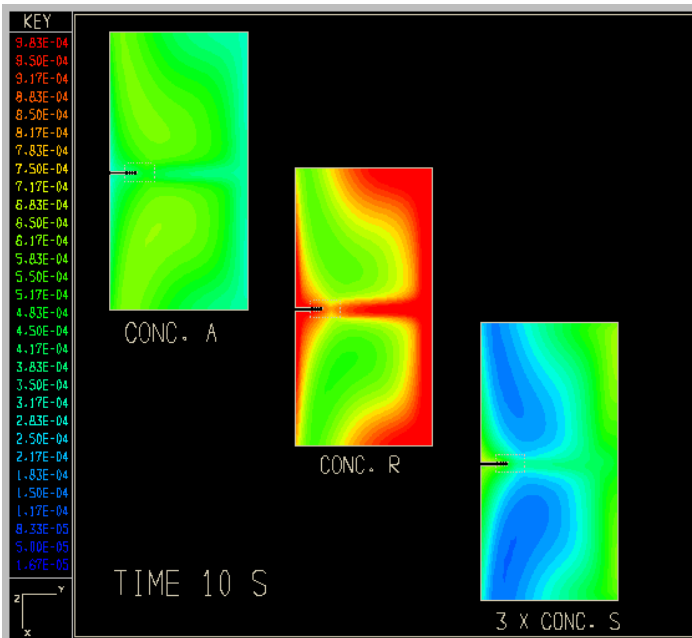 KEY
9.83E-04
9.50E-04
9.17E-04
8.83E-04
8.50E-04
8.17E-04
7.83E-04
7.50E-04
7.17E-04
6.83E-04
6.50E-04
6.17E-04
5.83E-04
5.50E-04
5.17E-04
4.83E-04
4.50E-04
4.17E-04
3.83E-04
3.50E-04
3.17E-04
2.83E-04
2.50E-04
2.17E-04
1.83E-04
1.50E-04
1.17E-04
8.33E-05
5.00E-05
1.67E-05
CONC. A
CONC. R
3 X CONC. S
TIME 10 S
Z Y
X